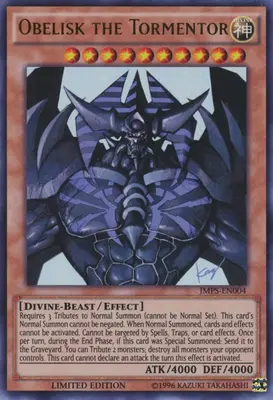 OBELISK THE TORMENTOR
神
JMPS-EN004
[DIVINE-BEAST / EFFECT]
Requires 3 Tributes to Normal Summon (cannot be Normal Set). This card's
Normal Summon cannot be negated. When Normal Summoned, cards and effects
cannot be activated. Cannot be targeted by Spells, Traps, or card effects. Once
per turn, during the End Phase, if this card was Special Summoned: Send it to
the Graveyard. You can Tribute 2 monsters; destroy all monsters your opponent
controls. This card cannot declare an attack the turn this effect is activated.
ATK/4000 DEF/4000
LIMITED EDITION
©1996 KAZUKI TAKAHASHI